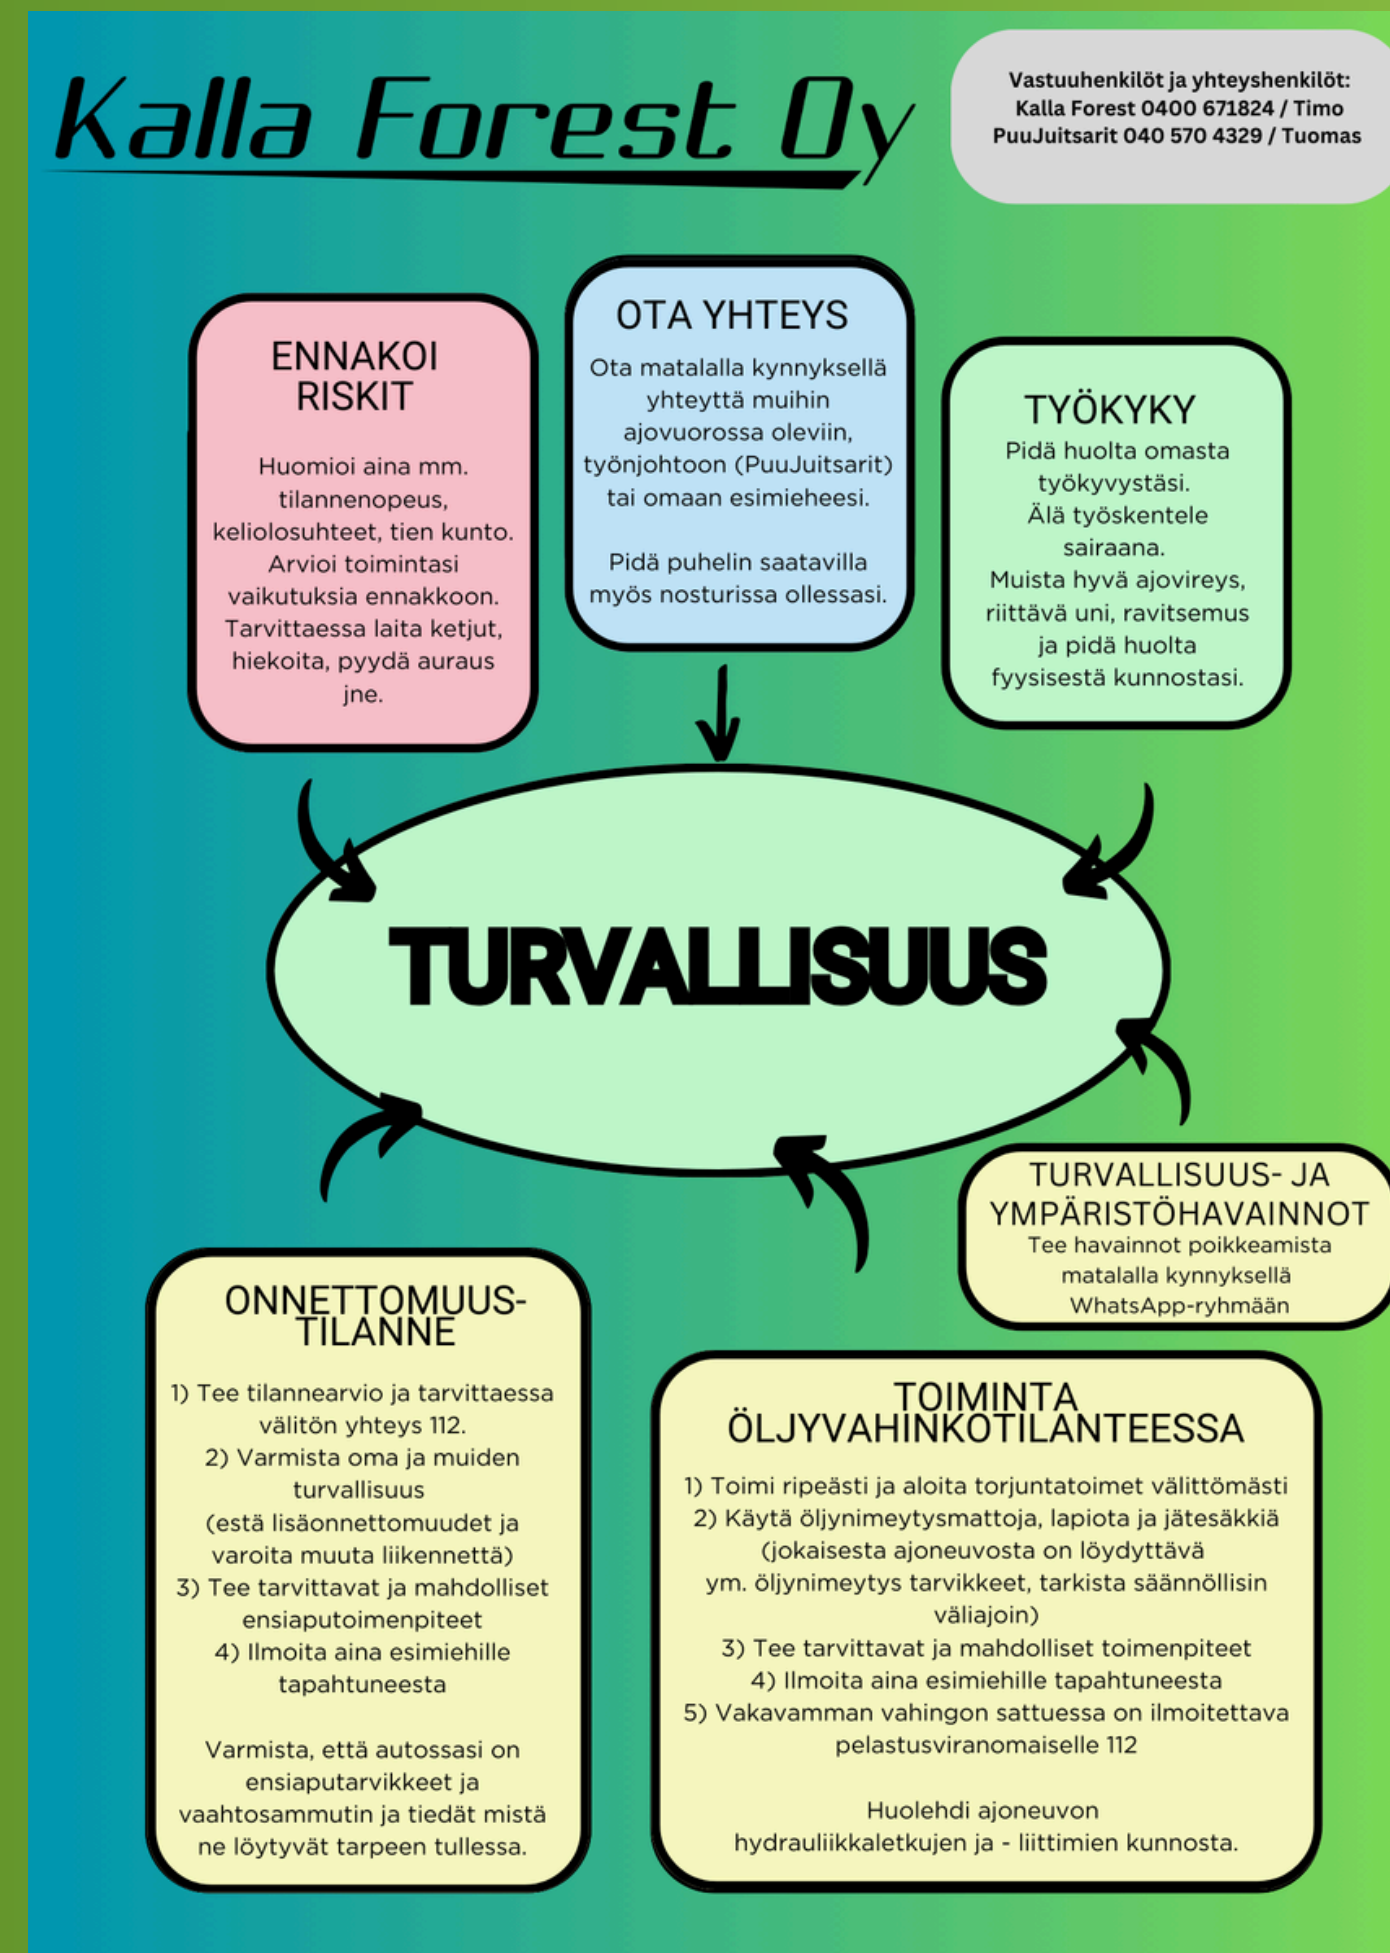 Kalla Forest Oy
Vastuuhenkilöt ja yhteyshenkilöt:
Kalla Forest 0400 671824 / Timo
PuuJuitsarit 040 570 4329 / Tuomas
ENNAKOI
RISKIT
Huomioi aina mm.
tilannenopeus,
keliolosuhteet, tien kunto.
Arvioi toimintasi
vaikutuksia ennakkoon.
Tarvittaessa laita ketjut,
hiekoita, pyydä auraus
jne.
OTA YHTEYS
Ota matalalla kynnyksellä
yhteyttä muihin
ajovuorossa oleviin,
työnjohtoon (PuuJuitsarit)
tai omaan esimieheesi.
Pidä puhelin saatavilla
myös nosturissa ollessasi.
TYÖKYKY
Pidä huolta omasta
työkyvystäsi.
Älä työskentele
sairaana.
Muista hyvä ajovireys,
riittävä uni, ravitsemus
ja pidä huolta
fyysisestä kunnostasi.
TURVALLISUUS
TURVALLISUUS- JA
YMPÄRISTÖHAVAINNOT
Tee havainnot poikkeamista
matalalla kynnyksellä
WhatsApp-ryhmään
ONNETTOMUUS-
TILANNE
1) Tee tilannearvio ja tarvittaessa
välitön yhteys 112.
2) Varmista oma ja muiden
turvallisuus
(estä lisäonnettomuudet ja
varoita muuta liikennettä)
3) Tee tarvittavat ja mahdolliset
ensiaputoimenpiteet
4) Ilmoita aina esimiehille
tapahtuneesta
Varmista, että autossasi on
ensiaputarvikkeet ja
vaahtosammutin ja tiedät mistä
ne löytyvät tarpeen tullessa.
TOIMINTA
ÖLJYVAHINKOTILANTEESSA
1) Toimi ripeästi ja aloita torjuntatoimet välittömästi
2) Käytä öljynimeytysmattoja, lapiota ja jätesäkkiä
(jokaisesta ajoneuvosta on löydyttävä
ym. öljynimeytys tarvikkeet, tarkista säännöllisin
väliajoin)
3) Tee tarvittavat ja mahdolliset toimenpiteet
4) Ilmoita aina esimiehille tapahtuneesta
5) Vakavamman vahingon sattuessa on ilmoitettava
pelastusviranomaiselle 112
Huolehdi ajoneuvon
hydrauliikkaletkujen ja - liittimien kunnosta.